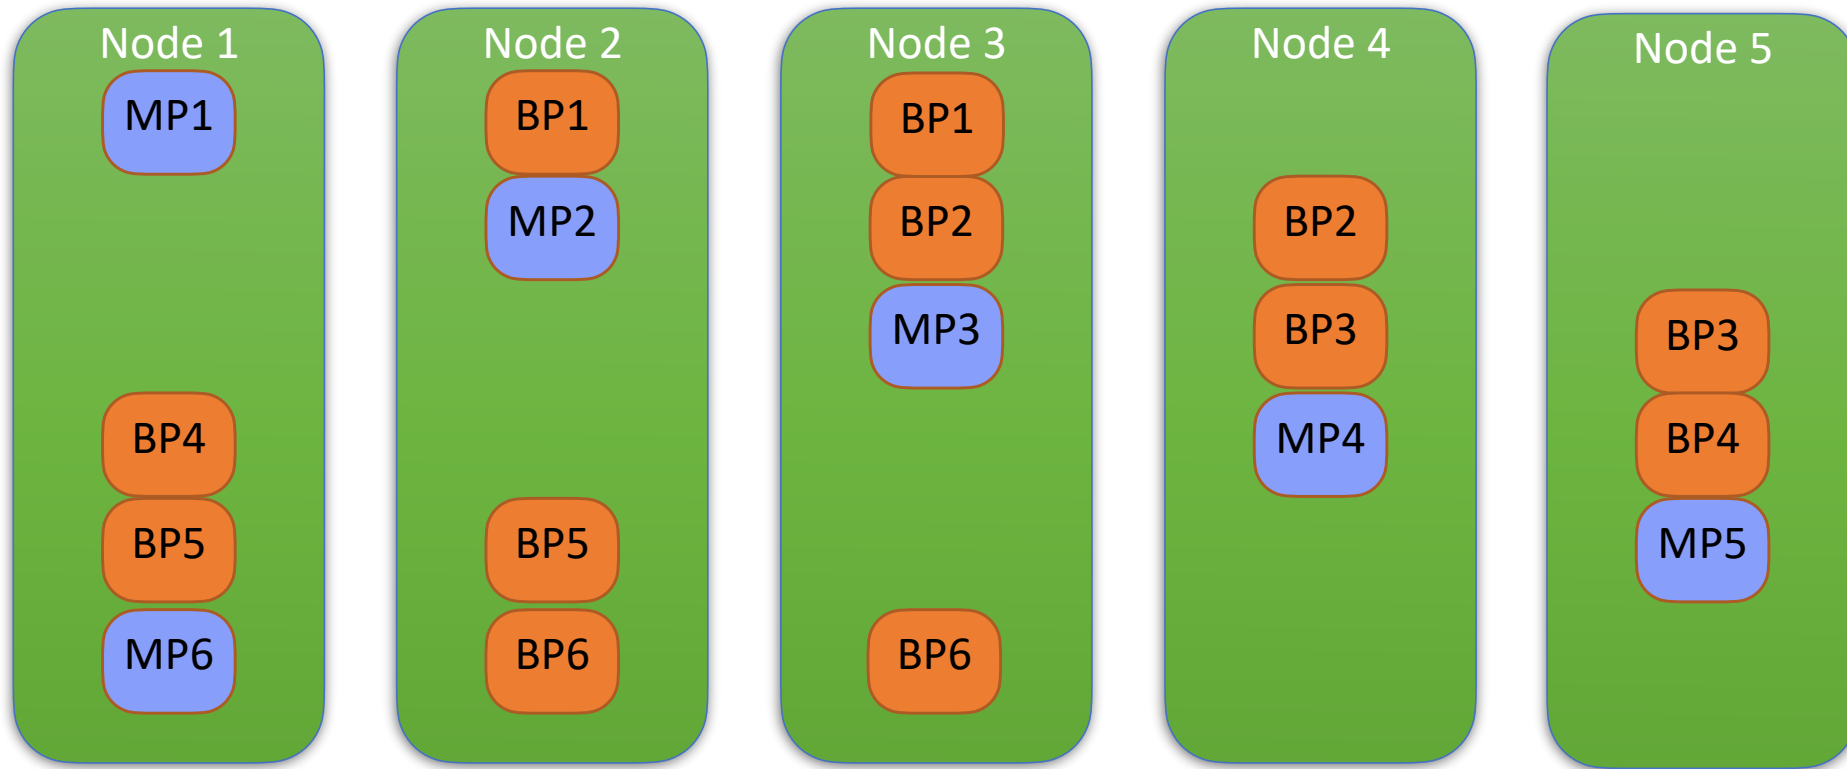 Node 1
MP1
BP4
BP5
MP6
Node 2
BP1
MP2
BP5
BP6
Node 3
BP1
BP2
MP3
BP6
Node 4
BP2
BP3
MP4
Node 5
BP3
BP4
MP5